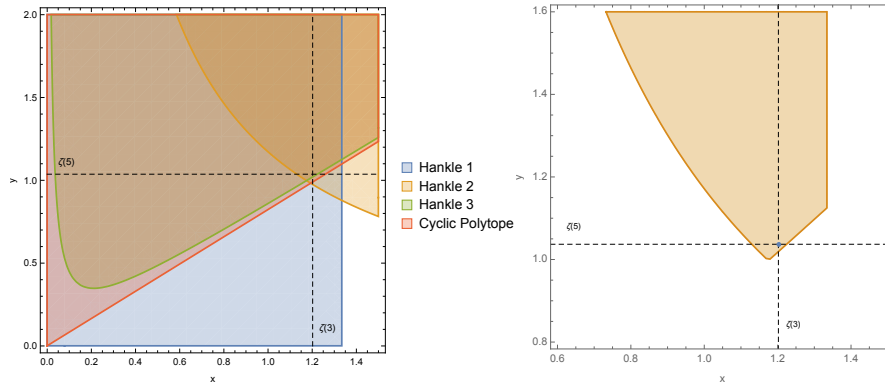 2.0
1.5
1.0
0.5
0.0
y
ζ(5)
ζ(3)
0.0 0.2 0.4 0.6 0.8 1.0 1.2 1.4
x
Hankle 1
Hankle 2
Hankle 3
Cyclic Polytope
1.6
1.4
1.2
1.0
0.8
y
ζ(5)
ζ(3)
0.6 0.8 1.0 1.2 1.4
x